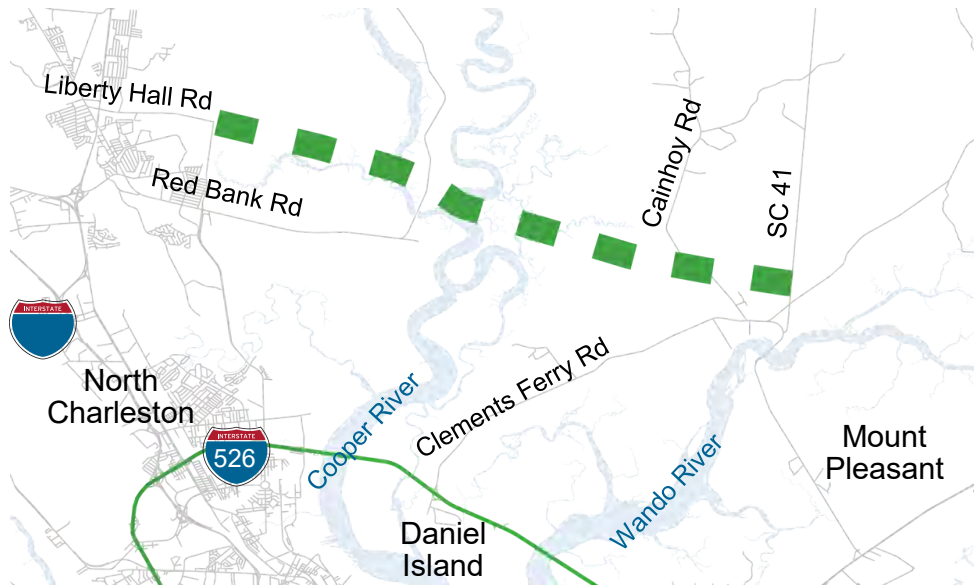 Liberty Hall Rd
Red Bank Rd
Cainhoy Rd
SC 41
INTERSTATE
North
Charleston
Clements Ferry Rd
Cooper River
INTERSTATE
526
Wando River
Mount
Pleasant
Daniel
Island